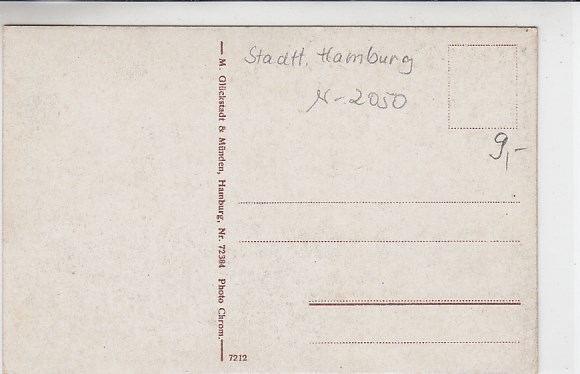 Stadtt. Hamburg
N-2050
9,-
M. Glückstadt & Münden, Hamburg, Nr. 72384 Photo Chrom.
7212